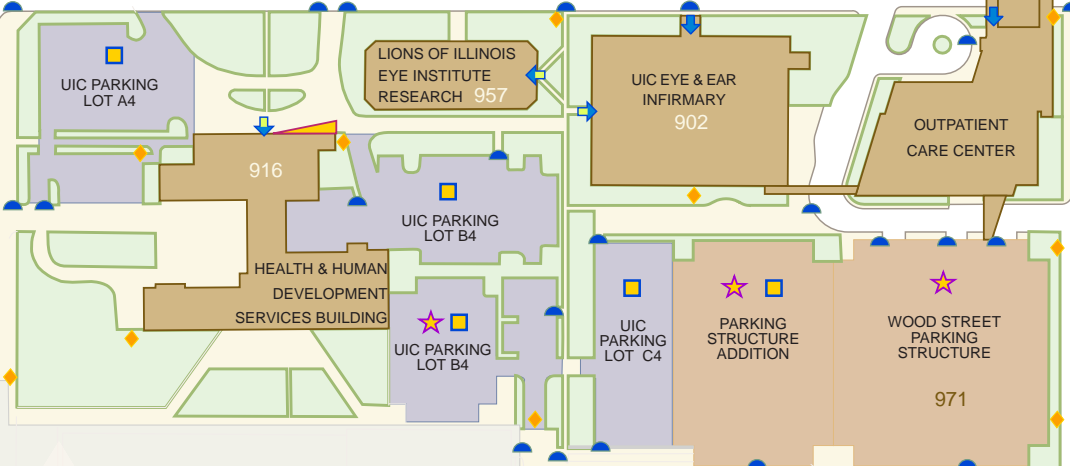 UIC PARKING
LOT A4
LIONS OF ILLINOIS
EYE INSTITUTE
RESEARCH 957
UIC EYE & EAR
INFIRMARY
902
OUTPATIENT
CARE CENTER
916
UIC PARKING
LOT B4
HEALTH & HUMAN
DEVELOPMENT
SERVICES BUILDING
UIC PARKING
LOT B4
UIC
PARKING
LOT C4
PARKING
STRUCTURE
ADDITION
WOOD STREET
PARKING
STRUCTURE
971